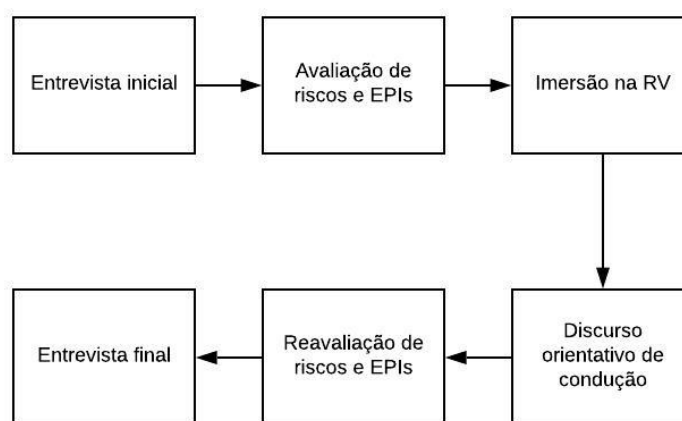 Entrevista inicial
Avaliação de
riscos e EPIs
Imersão na RV
Discurso
orientativo de
condução
Reavaliação de
riscos e EPIs
Entrevista final